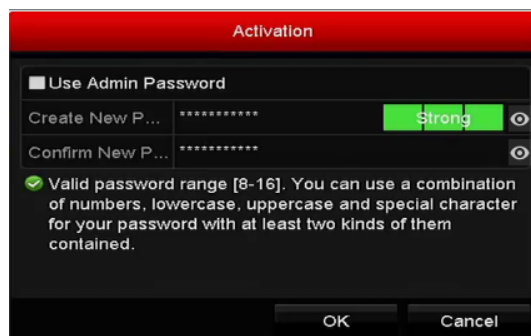 Activation
Use Admin Password
Create New P... *********** Strong
Confirm New P... ***********
Valid password range [8-16]. You can use a combination
of numbers, lowercase, uppercase and special character
for your password with at least two kinds of them
contained.
OK Cancel